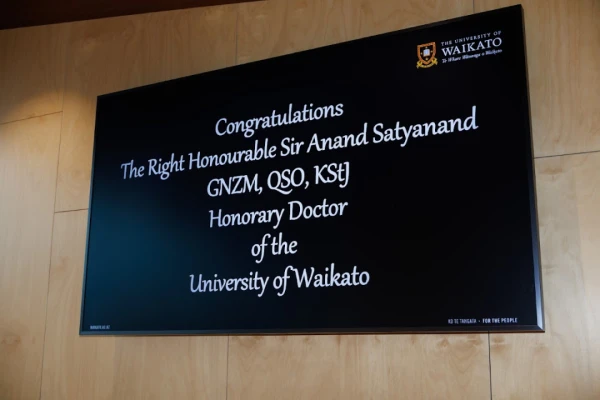 THE UNIVERSITY OF
WAIKATO
Te Whare Wānanga o Waikato
Congratulations
The Right Honourable Sir Anand Satyanand
GNZM, QSO, KStJ
Honorary Doctor
of the
University of Waikato
KO TE TANGATA • FOR THE PEOPLE